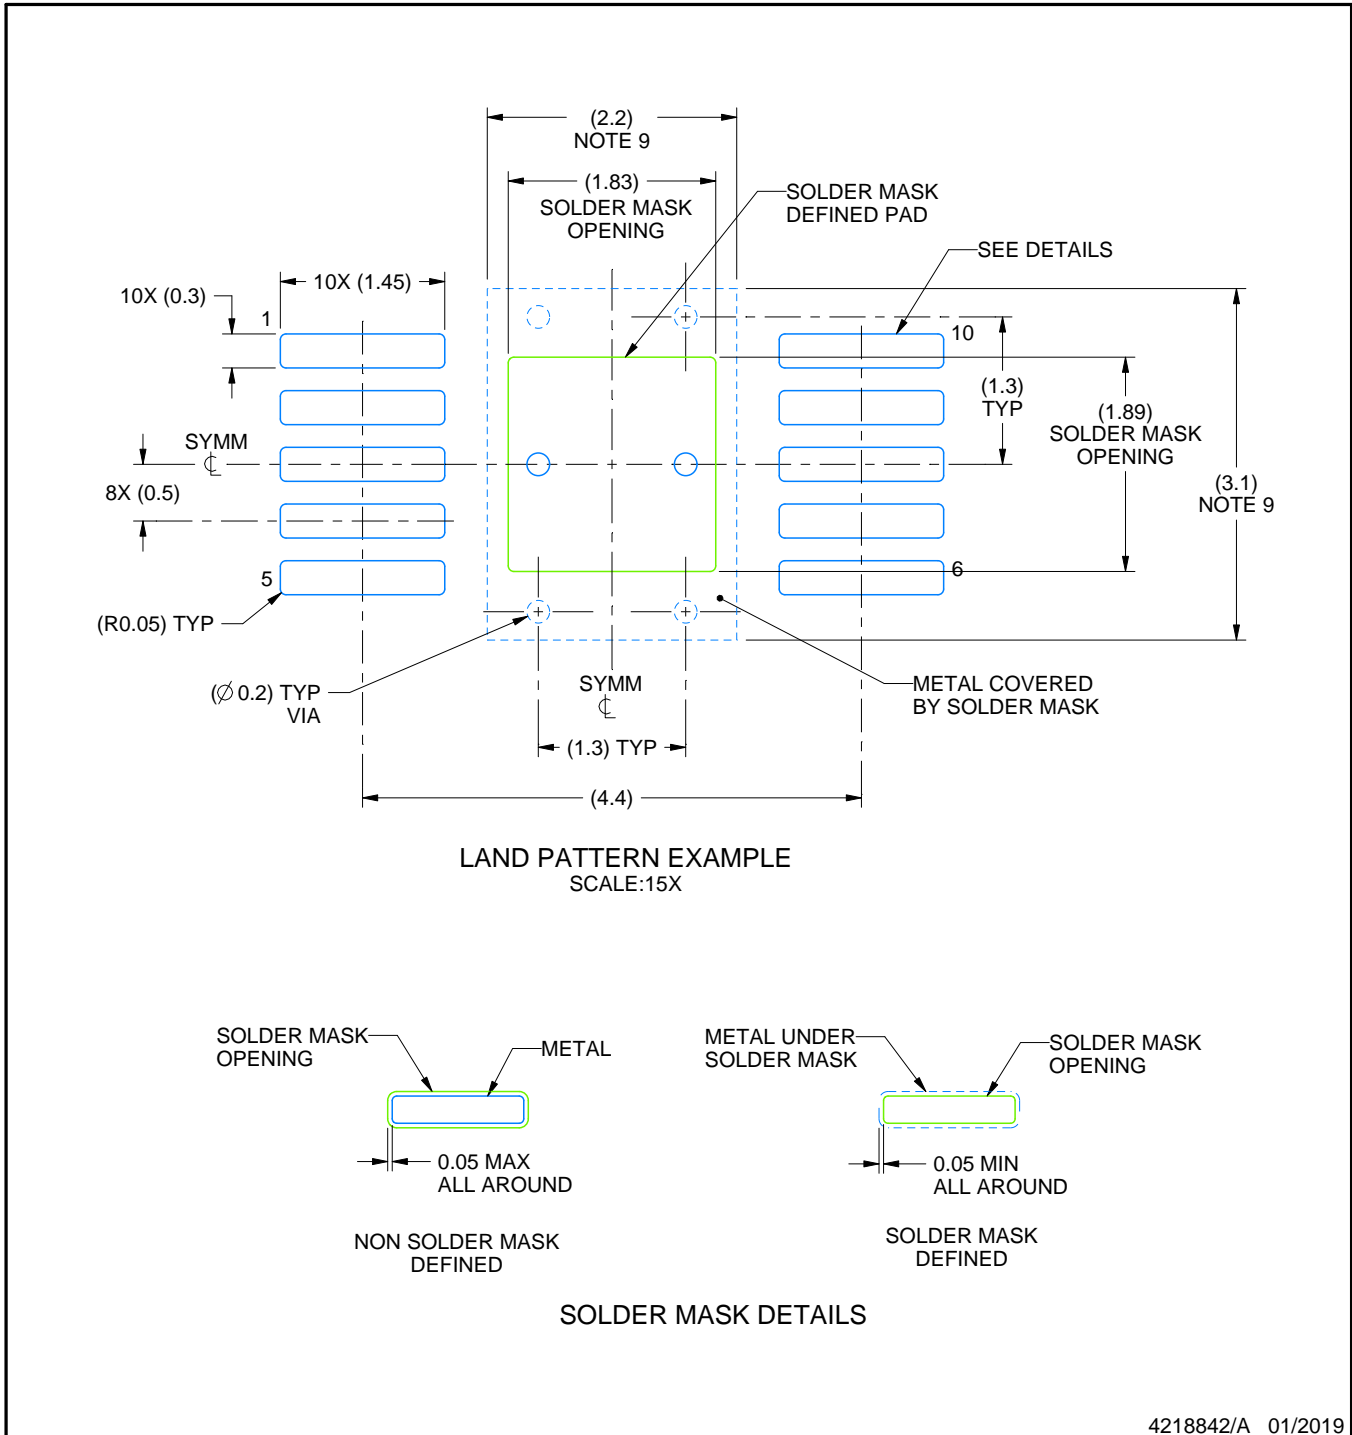 (2.2)
NOTE 9
(1.83)
SOLDER MASK
OPENING
SOLDER MASK
DEFINED PAD
SEE DETAILS
10X (1.45)
10X (0.3)
1
10
(1.3)
TYP
(1.89)
SOLDER MASK
OPENING
SYMM
℄
(3.1)
NOTE 9
8X (0.5)
5
6
(R0.05) TYP
(Ø 0.2) TYP
VIA
SYMM
℄
METAL COVERED
BY SOLDER MASK
(1.3) TYP
(4.4)
LAND PATTERN EXAMPLE
SCALE:15X
SOLDER MASK
OPENING
METAL
METAL UNDER
SOLDER MASK
SOLDER MASK
OPENING
0.05 MAX
ALL AROUND
0.05 MIN
ALL AROUND
NON SOLDER MASK
DEFINED
SOLDER MASK
DEFINED
SOLDER MASK DETAILS
4218842/A 01/2019